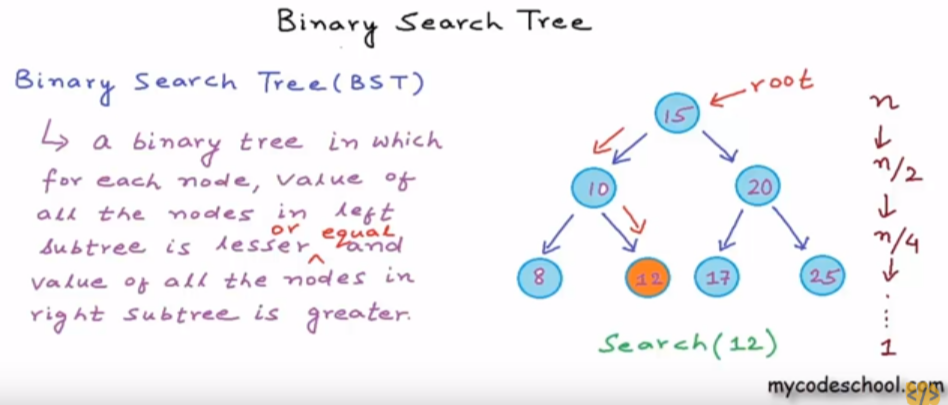 Binary Search Tree
Binary Search Tree (BST)
↳ a binary tree in which
for each node, value of
all the nodes in left
or equal
subtree is lesser ^ and
value of all the nodes in
right subtree is greater.
root
15
10
20
8
12
17
25
Search(12)
n
↓
n/2
↓
n/4
↓
⋮
1
mycodeschool.com
</9>